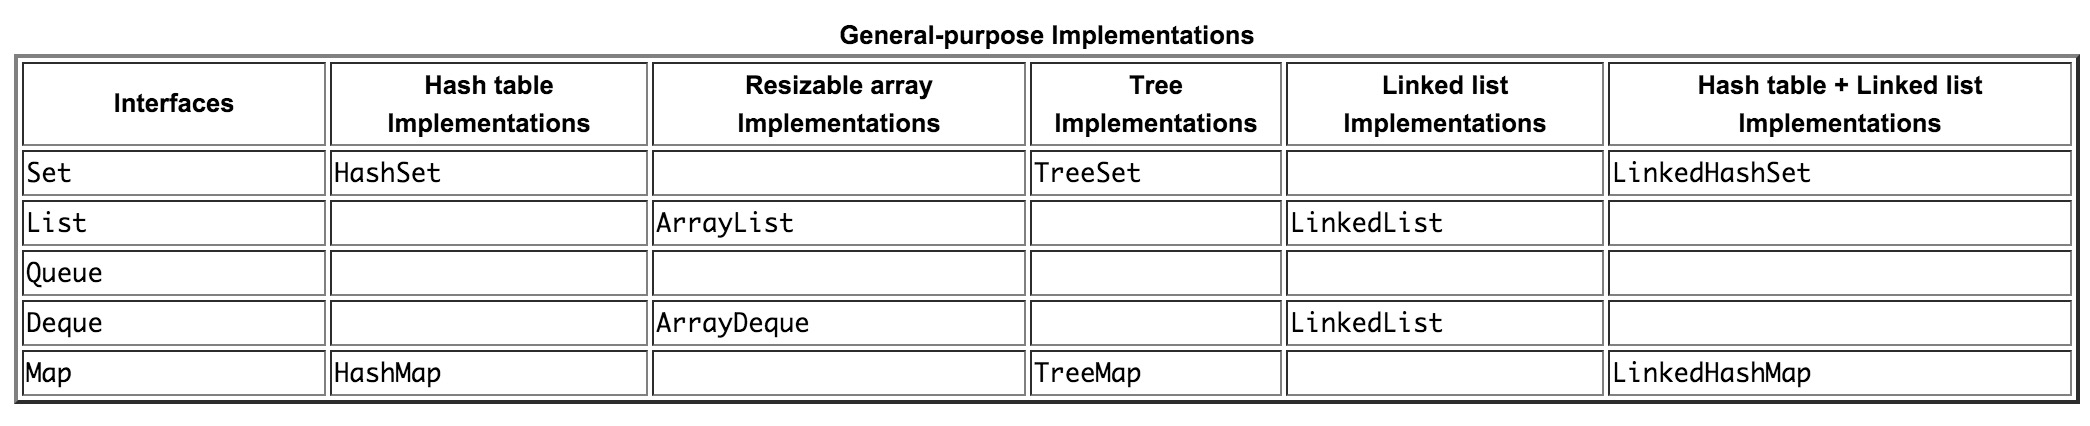 General-purpose Implementations
Interfaces
Hash table
Implementations
Resizable array
Implementations
Tree
Implementations
Linked list
Implementations
Hash table + Linked list
Implementations
Set HashSet TreeSet LinkedHashSet
List ArrayList LinkedList
Queue
Deque ArrayDeque LinkedList
Map HashMap TreeMap LinkedHashMap